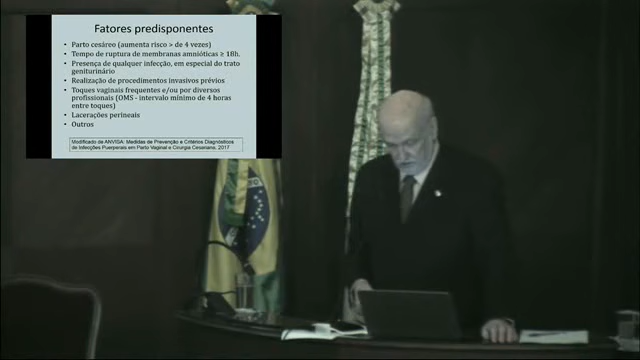 Fatores predisponentes
• Parto cesáreo (aumenta risco > de 4 vezes)
• Tempo de ruptura de membranas amnióticas ≥ 18h.
• Presença de qualquer infecção, em especial do trato
geniturinário
• Realização de procedimentos invasivos prévios
• Toques vaginais frequentes e/ou por diversos
profissionais (OMS - intervalo mínimo de 4 horas
entre toques)
• Lacerações perineais
• Outros
Modificado de ANVISA: Medidas de Prevenção e Critérios Diagnósticos
de Infecções Puerperais em Parto Vaginal e Cirurgia Cesariana. 2017